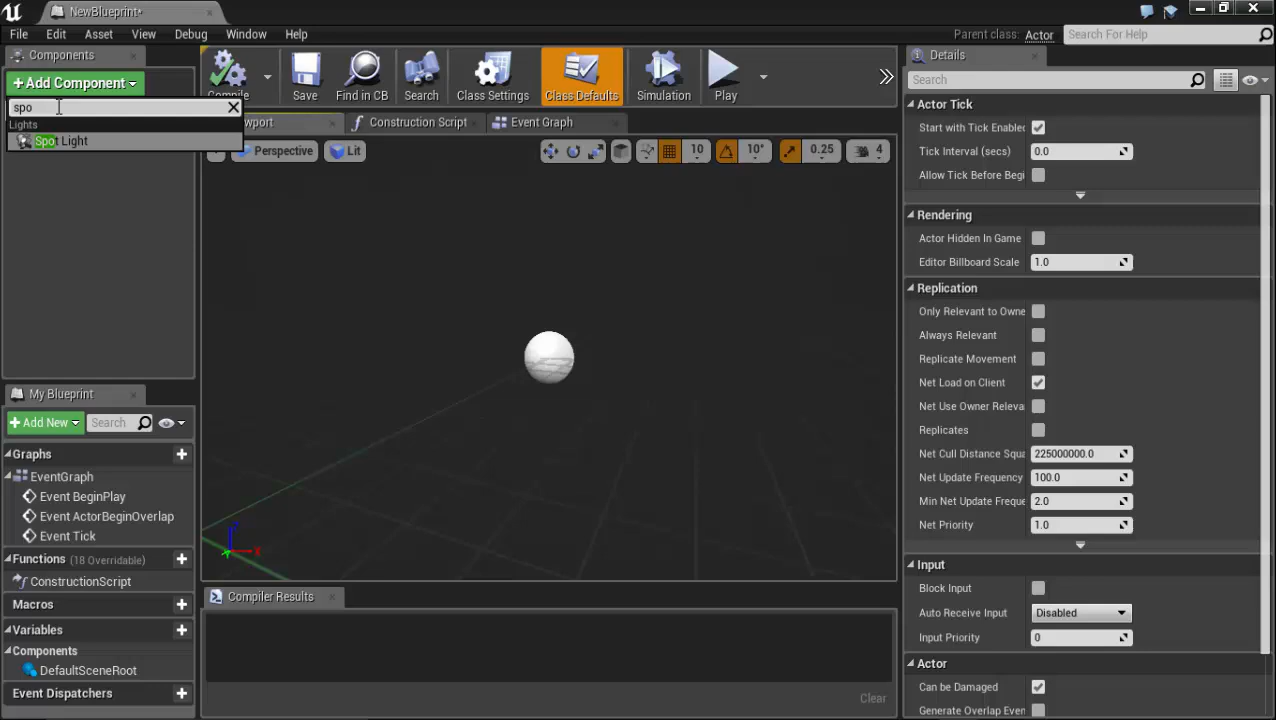 NewBlueprint*
File Edit Asset View Debug Window Help
Parent class: Actor
Search For Help
Components
+Add Component
spo
Lights
Spot Light
Save
Find in CB
Search
Class Settings
Class Defaults
Simulation
Play
Construction Script
Event Graph
Perspective
Lit
10
10°
0.25
4
My Blueprint
+Add New
Search
Graphs
EventGraph
Event BeginPlay
Event ActorBeginOverlap
Event Tick
Functions (18 Overridable)
ConstructionScript
Macros
Variables
Components
DefaultSceneRoot
Event Dispatchers
X
Compiler Results
Clear
Details
Search
Actor Tick
Start with Tick Enabled
Tick Interval (secs) 0.0
Allow Tick Before Begi
Rendering
Actor Hidden In Game
Editor Billboard Scale 1.0
Replication
Only Relevant to Owne
Always Relevant
Replicate Movement
Net Load on Client
Net Use Owner Releva
Replicates
Net Cull Distance Squa 225000000.0
Net Update Frequency 100.0
Min Net Update Freque 2.0
Net Priority 1.0
Input
Block Input
Auto Receive Input Disabled
Input Priority 0
Actor
Can be Damaged
Generate Overlap Even